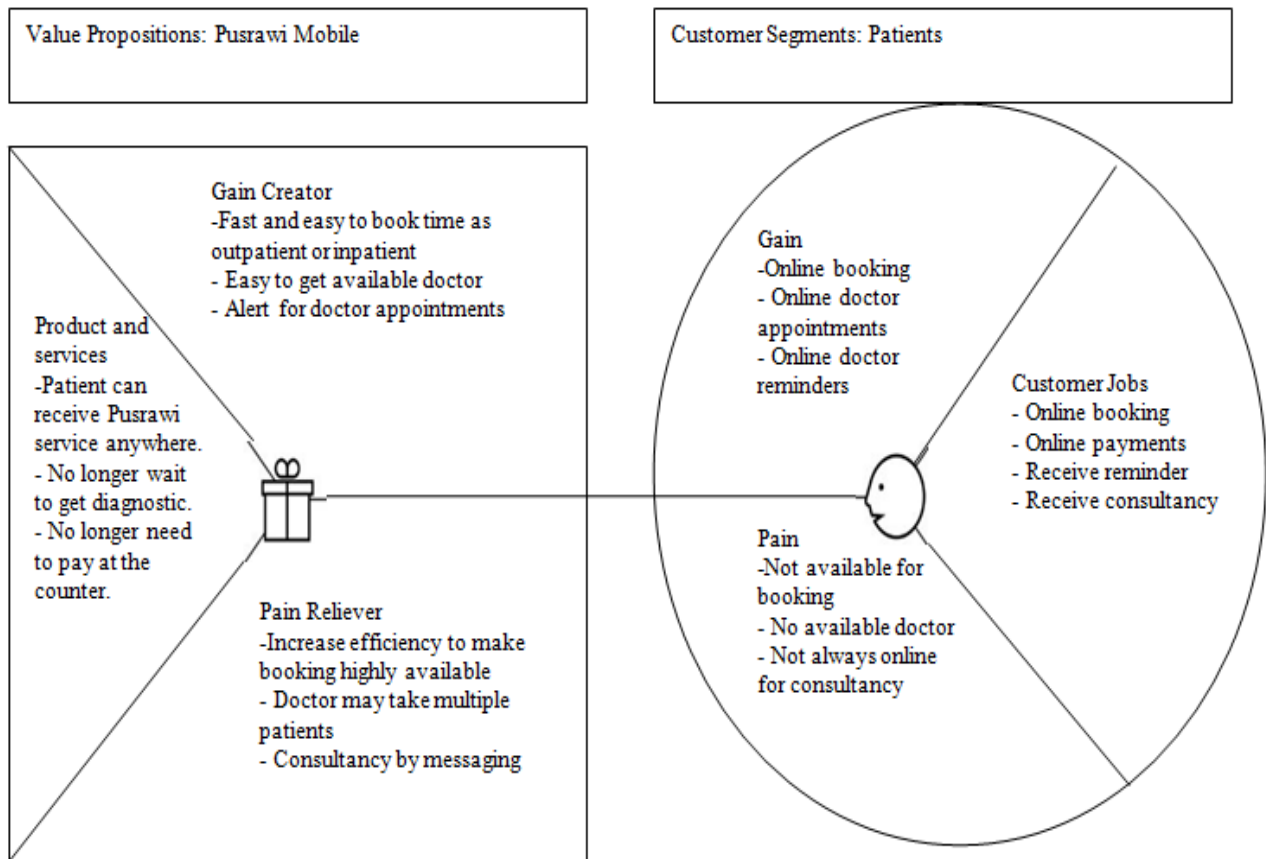 Value Propositions: Pusrawi Mobile
Customer Segments: Patients
Gain Creator
-Fast and easy to book time as
outpatient or inpatient
- Easy to get available doctor
- Alert for doctor appointments
Product and
services
-Patient can
receive Pusrawi
service anywhere.
- No longer wait
to get diagnostic.
- No longer need
to pay at the
counter.
Pain Reliever
-Increase efficiency to make
booking highly available
- Doctor may take multiple
patients
- Consultancy by messaging
Gain
-Online booking
- Online doctor
appointments
- Online doctor
reminders
Customer Jobs
- Online booking
- Online payments
- Receive reminder
- Receive consultancy
Pain
-Not available for
booking
- No available doctor
- Not always online
for consultancy